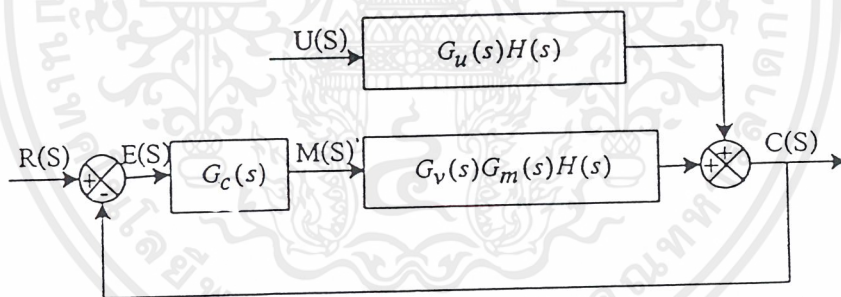 U(S)
G_u(s)H(s)
R(S)
E(S)
G_c(s)
M(S)
G_v(s)G_m(s)H(s)
C(S)
+
-
+
+